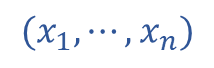 (x₁, ⋯, xₙ)